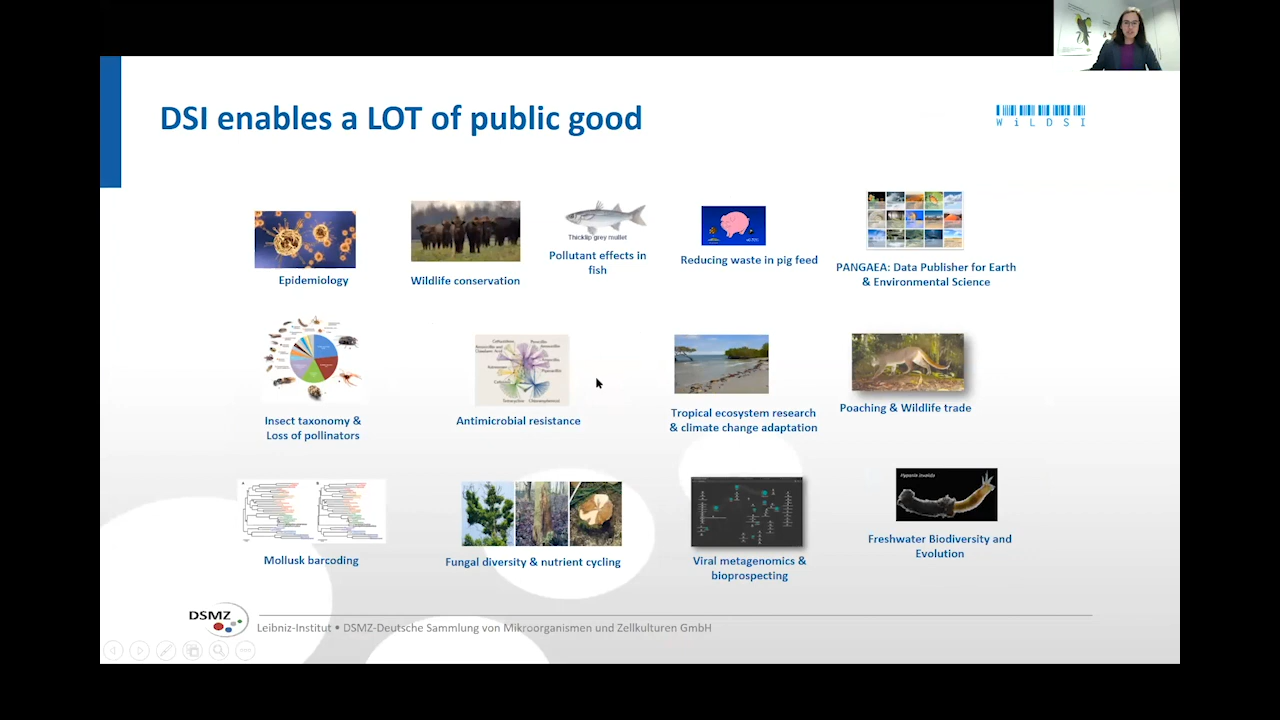 DSI enables a LOT of public good
WiLDSI
Thicklip grey mullet
Epidemiology
Wildlife conservation
Pollutant effects in
fish
Reducing waste in pig feed
PANGAEA: Data Publisher for Earth
& Environmental Science
Insect taxonomy &
Loss of pollinators
Antimicrobial resistance
Tropical ecosystem research
& climate change adaptation
Poaching & Wildlife trade
A B
Hypania invalida
Mollusk barcoding
Fungal diversity & nutrient cycling
Viral metagenomics &
bioprospecting
Freshwater Biodiversity and
Evolution
DSMZ
Leibniz-Institut • DSMZ-Deutsche Sammlung von Mikroorganismen und Zellkulturen GmbH